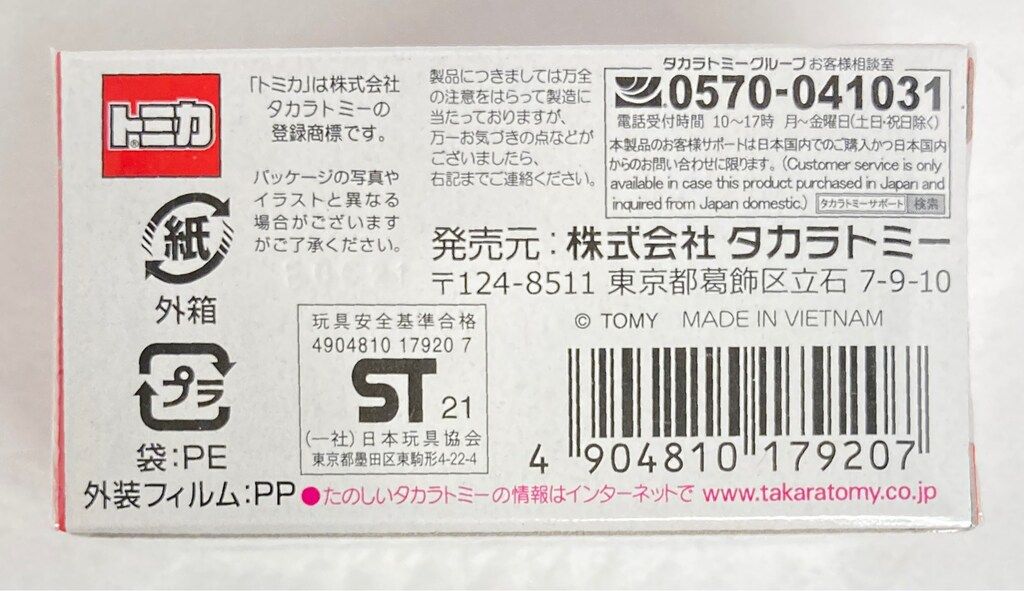 トミカ®
「トミカ」は株式会社
タカラトミーの
登録商標です。
パッケージの写真や
イラストと異なる
場合がございます
がご了承ください。
製品につきましては万全
の注意をはらって製造に
当たっておりますが、
万一お気づきの点などが
ございましたら、
右記までご連絡ください。
タカラトミーグループ お客様相談室
0570-041031
電話受付時間 10〜17時 月〜金曜日(土日・祝日除く)
本製品のお客様サポートは日本国内でのご購入かつ日本国内
からのお問い合わせに限ります。(Customer service is only
available in case this product purchased in Japan and
inquired from Japan domestic.) タカラトミーサポート 検索
発売元:株式会社 タカラトミー
〒124-8511 東京都葛飾区立石 7-9-10
© TOMY MADE IN VIETNAM
紙
外箱
プラ
袋:PE
外装フィルム:PP
玩具安全基準合格
4904810 17920 7
ST 21
(一社)日本玩具協会
東京都墨田区東駒形4-22-4
4 904810 179207
●たのしいタカラトミーの情報はインターネットで www.takaratomy.co.jp